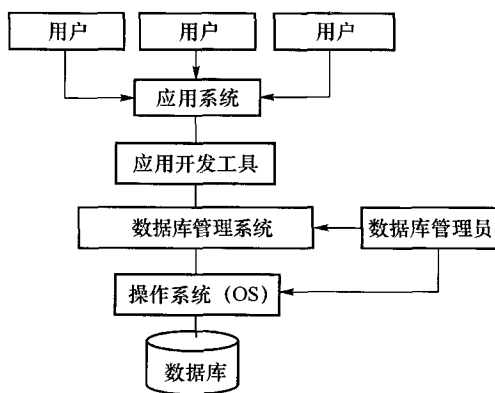 用户
用户
用户
应用系统
应用开发工具
数据库管理系统
数据库管理员
操作系统（OS）
数据库